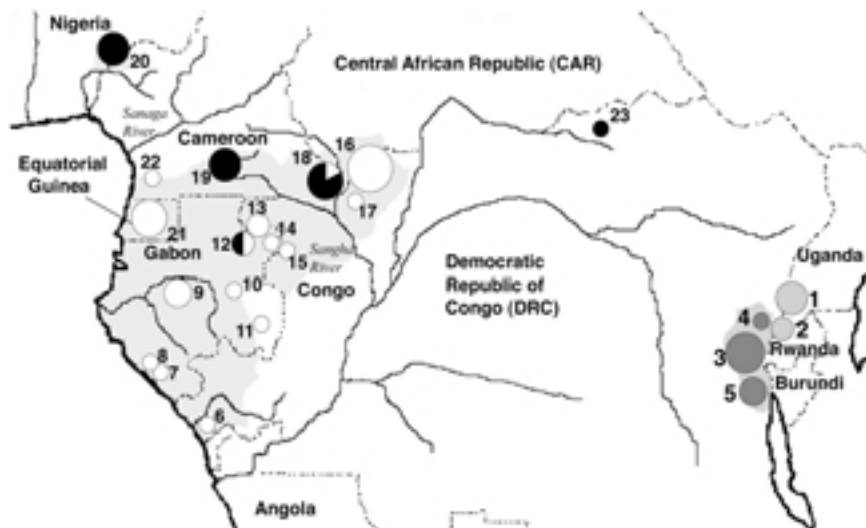 Nigeria
20
Central African Republic (CAR)
23
Sanaga
River
Cameroon
16
Equatorial
Guinea
22
19
18
17
13
21
12
14
Sangha
River
15
Gabon
Democratic
Republic of
Congo (DRC)
Uganda
9
10
Congo
1
11
4
2
3
Rwanda
8
7
Burundi
5
6
Angola